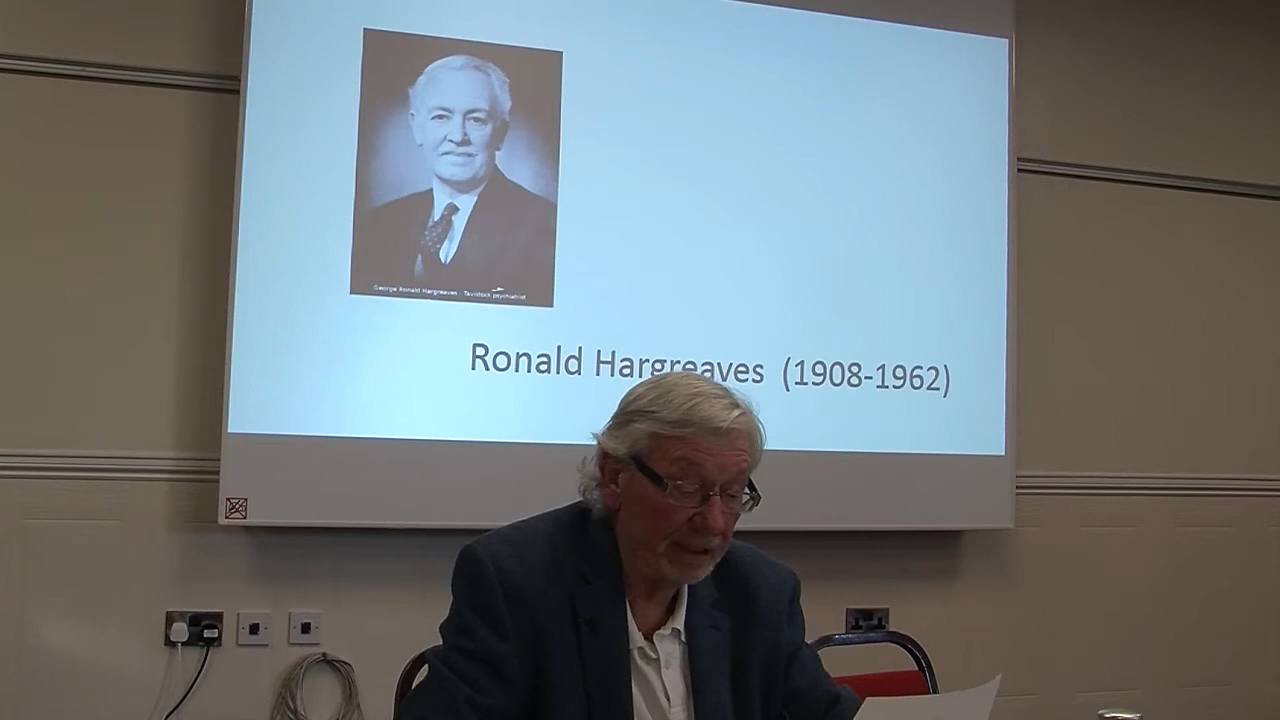 George Ronald Hargreaves - Tavistock psychiatrist
Ronald Hargreaves (1908-1962)